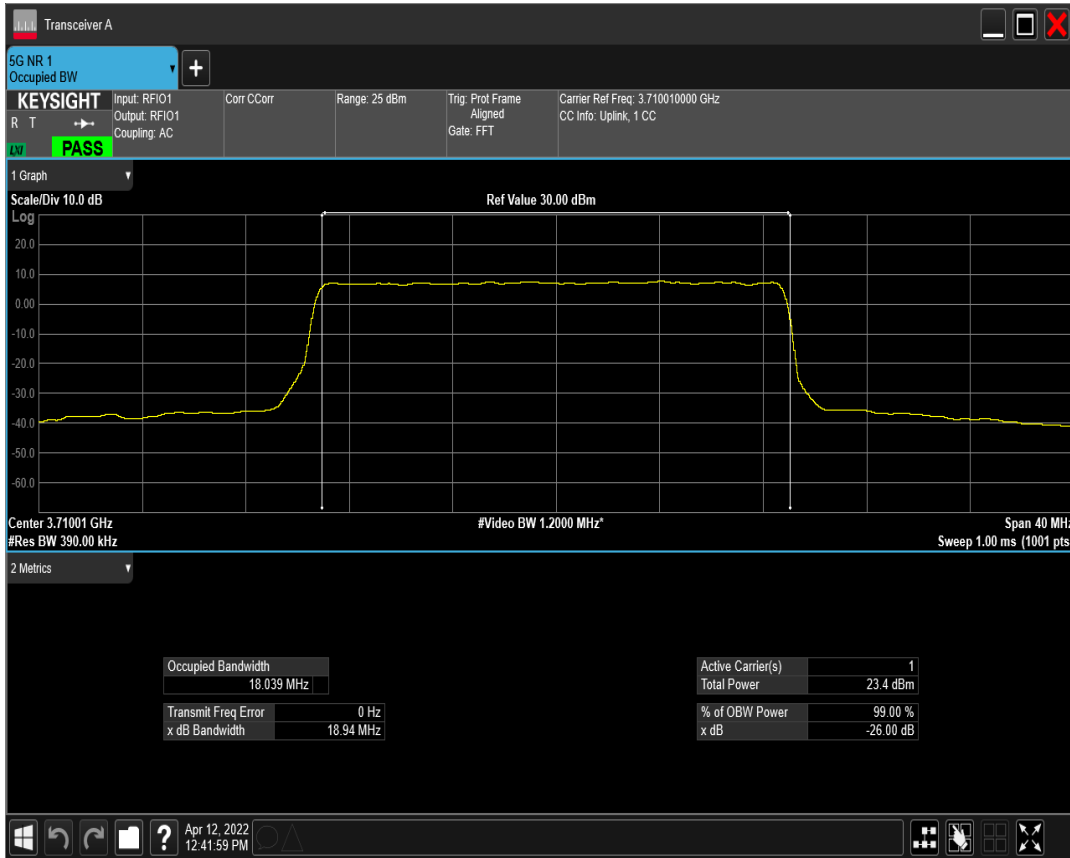 Transceiver A
5G NR 1
Occupied BW
KEYSIGHT
R T
LXI
PASS
Input: RFIO1
Output: RFIO1
Coupling: AC
Corr CCorr
Range: 25 dBm
Trig: Prot Frame
Aligned
Gate: FFT
Carrier Ref Freq: 3.710010000 GHz
CC Info: Uplink, 1 CC
1 Graph
Scale/Div 10.0 dB
Ref Value 30.00 dBm
Log
20.0
10.0
0.00
-10.0
-20.0
-30.0
-40.0
-50.0
-60.0
Center 3.71001 GHz
#Video BW 1.2000 MHz*
Span 40 MHz
#Res BW 390.00 kHz
Sweep 1.00 ms (1001 pts
2 Metrics
Occupied Bandwidth
18.039 MHz
Transmit Freq Error 0 Hz
x dB Bandwidth 18.94 MHz
Active Carrier(s) 1
Total Power 23.4 dBm
% of OBW Power 99.00 %
x dB -26.00 dB
?
Apr 12, 2022
12:41:59 PM